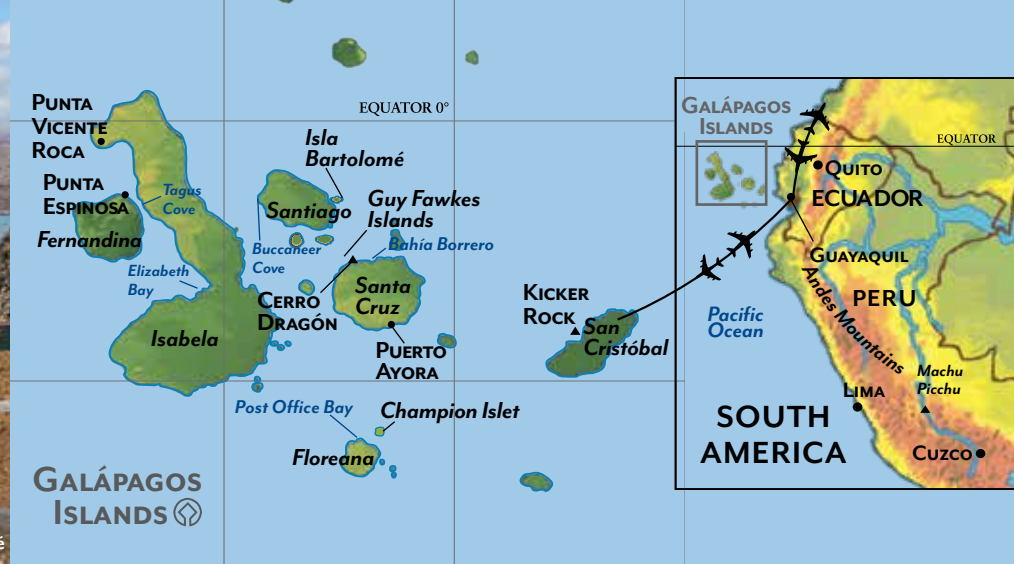 EQUATOR 0°
PUNTA
VICENTE
ROCA
PUNTA
ESPINOSA
Fernandina
Tagus
Cove
Elizabeth
Bay
Isabela
Isla
Bartolomé
Santiago
Buccaneer
Cove
Guy Fawkes
Islands
Bahía Borrero
CERRO
DRAGÓN
Santa
Cruz
PUERTO
AYORA
KICKER
ROCK
San
Cristóbal
Post Office Bay
Champion Islet
Floreana
GALÁPAGOS
ISLANDS
GALÁPAGOS
ISLANDS
EQUATOR
QUITO
ECUADOR
GUAYAQUIL
PERU
Andes Mountains
Pacific
Ocean
Machu
Picchu
LIMA
SOUTH
AMERICA
CUZCO